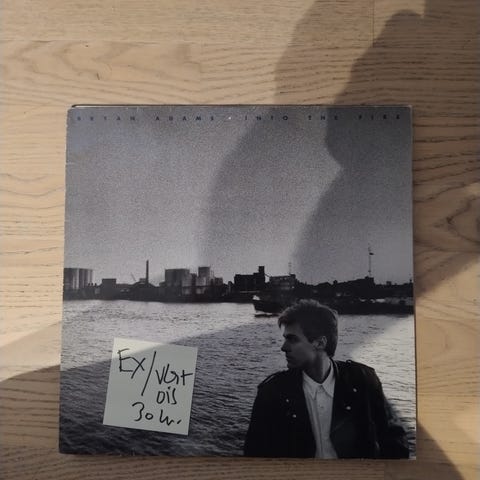 BRYAN ADAMS • INTO THE FIRE
EX/VG+
OIS
30 kr.